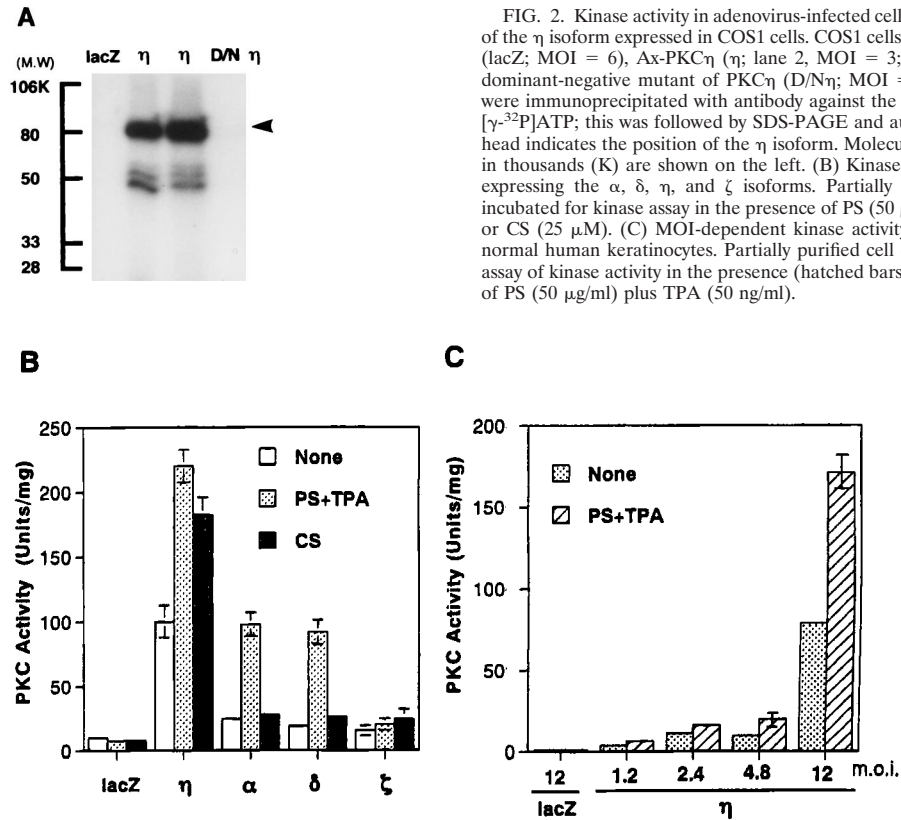 A
lacZ η η D/N η
(M.W)
106K
80
50
33
28
FIG. 2. Kinase activity in adenovirus-infected cell
of the η isoform expressed in COS1 cells. COS1 cells
(lacZ; MOI = 6), Ax-PKCη (η; lane 2, MOI = 3;
dominant-negative mutant of PKCη (D/Nη; MOI =
were immunoprecipitated with antibody against the
[γ-³²P]ATP; this was followed by SDS-PAGE and au
head indicates the position of the η isoform. Molecu
in thousands (K) are shown on the left. (B) Kinase
expressing the α, δ, η, and ζ isoforms. Partially
incubated for kinase assay in the presence of PS (50
or CS (25 μM). (C) MOI-dependent kinase activity
normal human keratinocytes. Partially purified cell
assay of kinase activity in the presence (hatched bars
of PS (50 μg/ml) plus TPA (50 ng/ml).
B
PKC Activity (Units/mg)
250
200
150
100
50
0
None
PS+TPA
CS
lacZ η α δ ζ
C
PKC Activity (Units/mg)
200
150
100
50
0
None
PS+TPA
12 1.2 2.4 4.8 12 m.o.i.
lacZ η